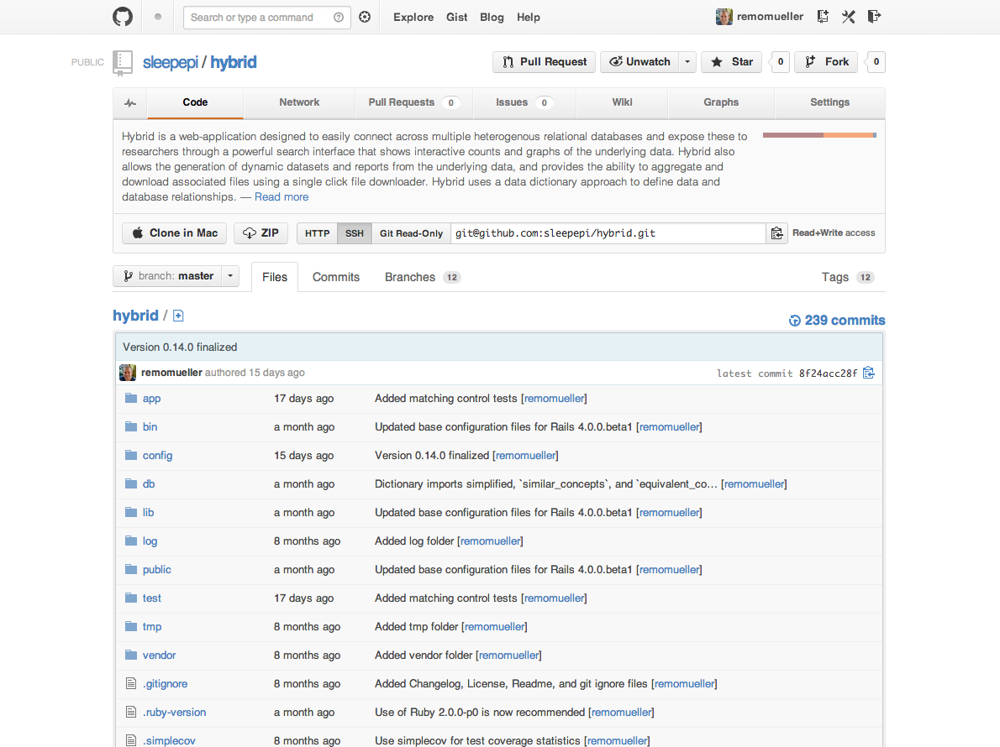 Search or type a command
Explore Gist Blog Help
remomueller
PUBLIC sleepepi / hybrid
Pull Request Unwatch Star 0 Fork 0
Code Network Pull Requests 0 Issues 0 Wiki Graphs Settings
Hybrid is a web-application designed to easily connect across multiple heterogenous relational databases and expose these to
researchers through a powerful search interface that shows interactive counts and graphs of the underlying data. Hybrid also
allows the generation of dynamic datasets and reports from the underlying data, and provides the ability to aggregate and
download associated files using a single click file downloader. Hybrid uses a data dictionary approach to define data and
database relationships. — Read more
Clone in Mac ZIP HTTP SSH Git Read-Only git@github.com:sleepepi/hybrid.git Read+Write access
branch: master Files Commits Branches 12 Tags 12
hybrid / 239 commits
Version 0.14.0 finalized
remomueller authored 15 days ago latest commit 8f24acc28f
app 17 days ago Added matching control tests [remomueller]
bin a month ago Updated base configuration files for Rails 4.0.0.beta1 [remomueller]
config 15 days ago Version 0.14.0 finalized [remomueller]
db a month ago Dictionary imports simplified, `similar_concepts`, and `equivalent_co… [remomueller]
lib a month ago Updated base configuration files for Rails 4.0.0.beta1 [remomueller]
log 8 months ago Added log folder [remomueller]
public a month ago Updated base configuration files for Rails 4.0.0.beta1 [remomueller]
test 17 days ago Added matching control tests [remomueller]
tmp 8 months ago Added tmp folder [remomueller]
vendor 8 months ago Added vendor folder [remomueller]
.gitignore 8 months ago Added Changelog, License, Readme, and git ignore files [remomueller]
.ruby-version a month ago Use of Ruby 2.0.0-p0 is now recommended [remomueller]
.simplecov 8 months ago Use simplecov for test coverage statistics [remomueller]